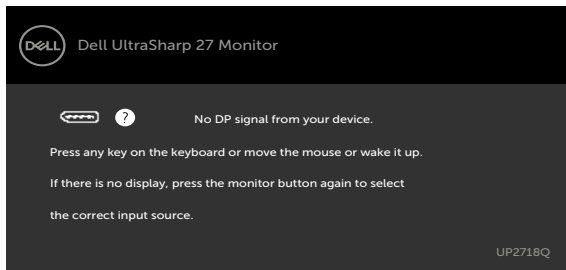 DELL
Dell UltraSharp 27 Monitor
? No DP signal from your device.
Press any key on the keyboard or move the mouse or wake it up.
If there is no display, press the monitor button again to select
the correct input source.
UP2718Q